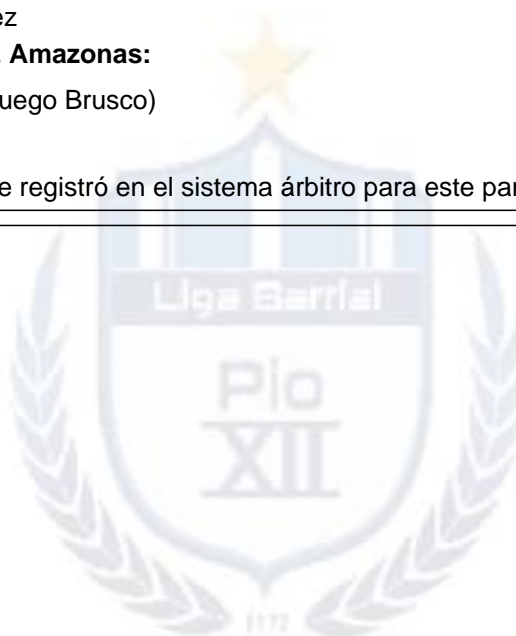 ez
Amazonas:
uego Brusco)
e registró en el sistema árbitro para este par
Liga Barrial
Pio
XII